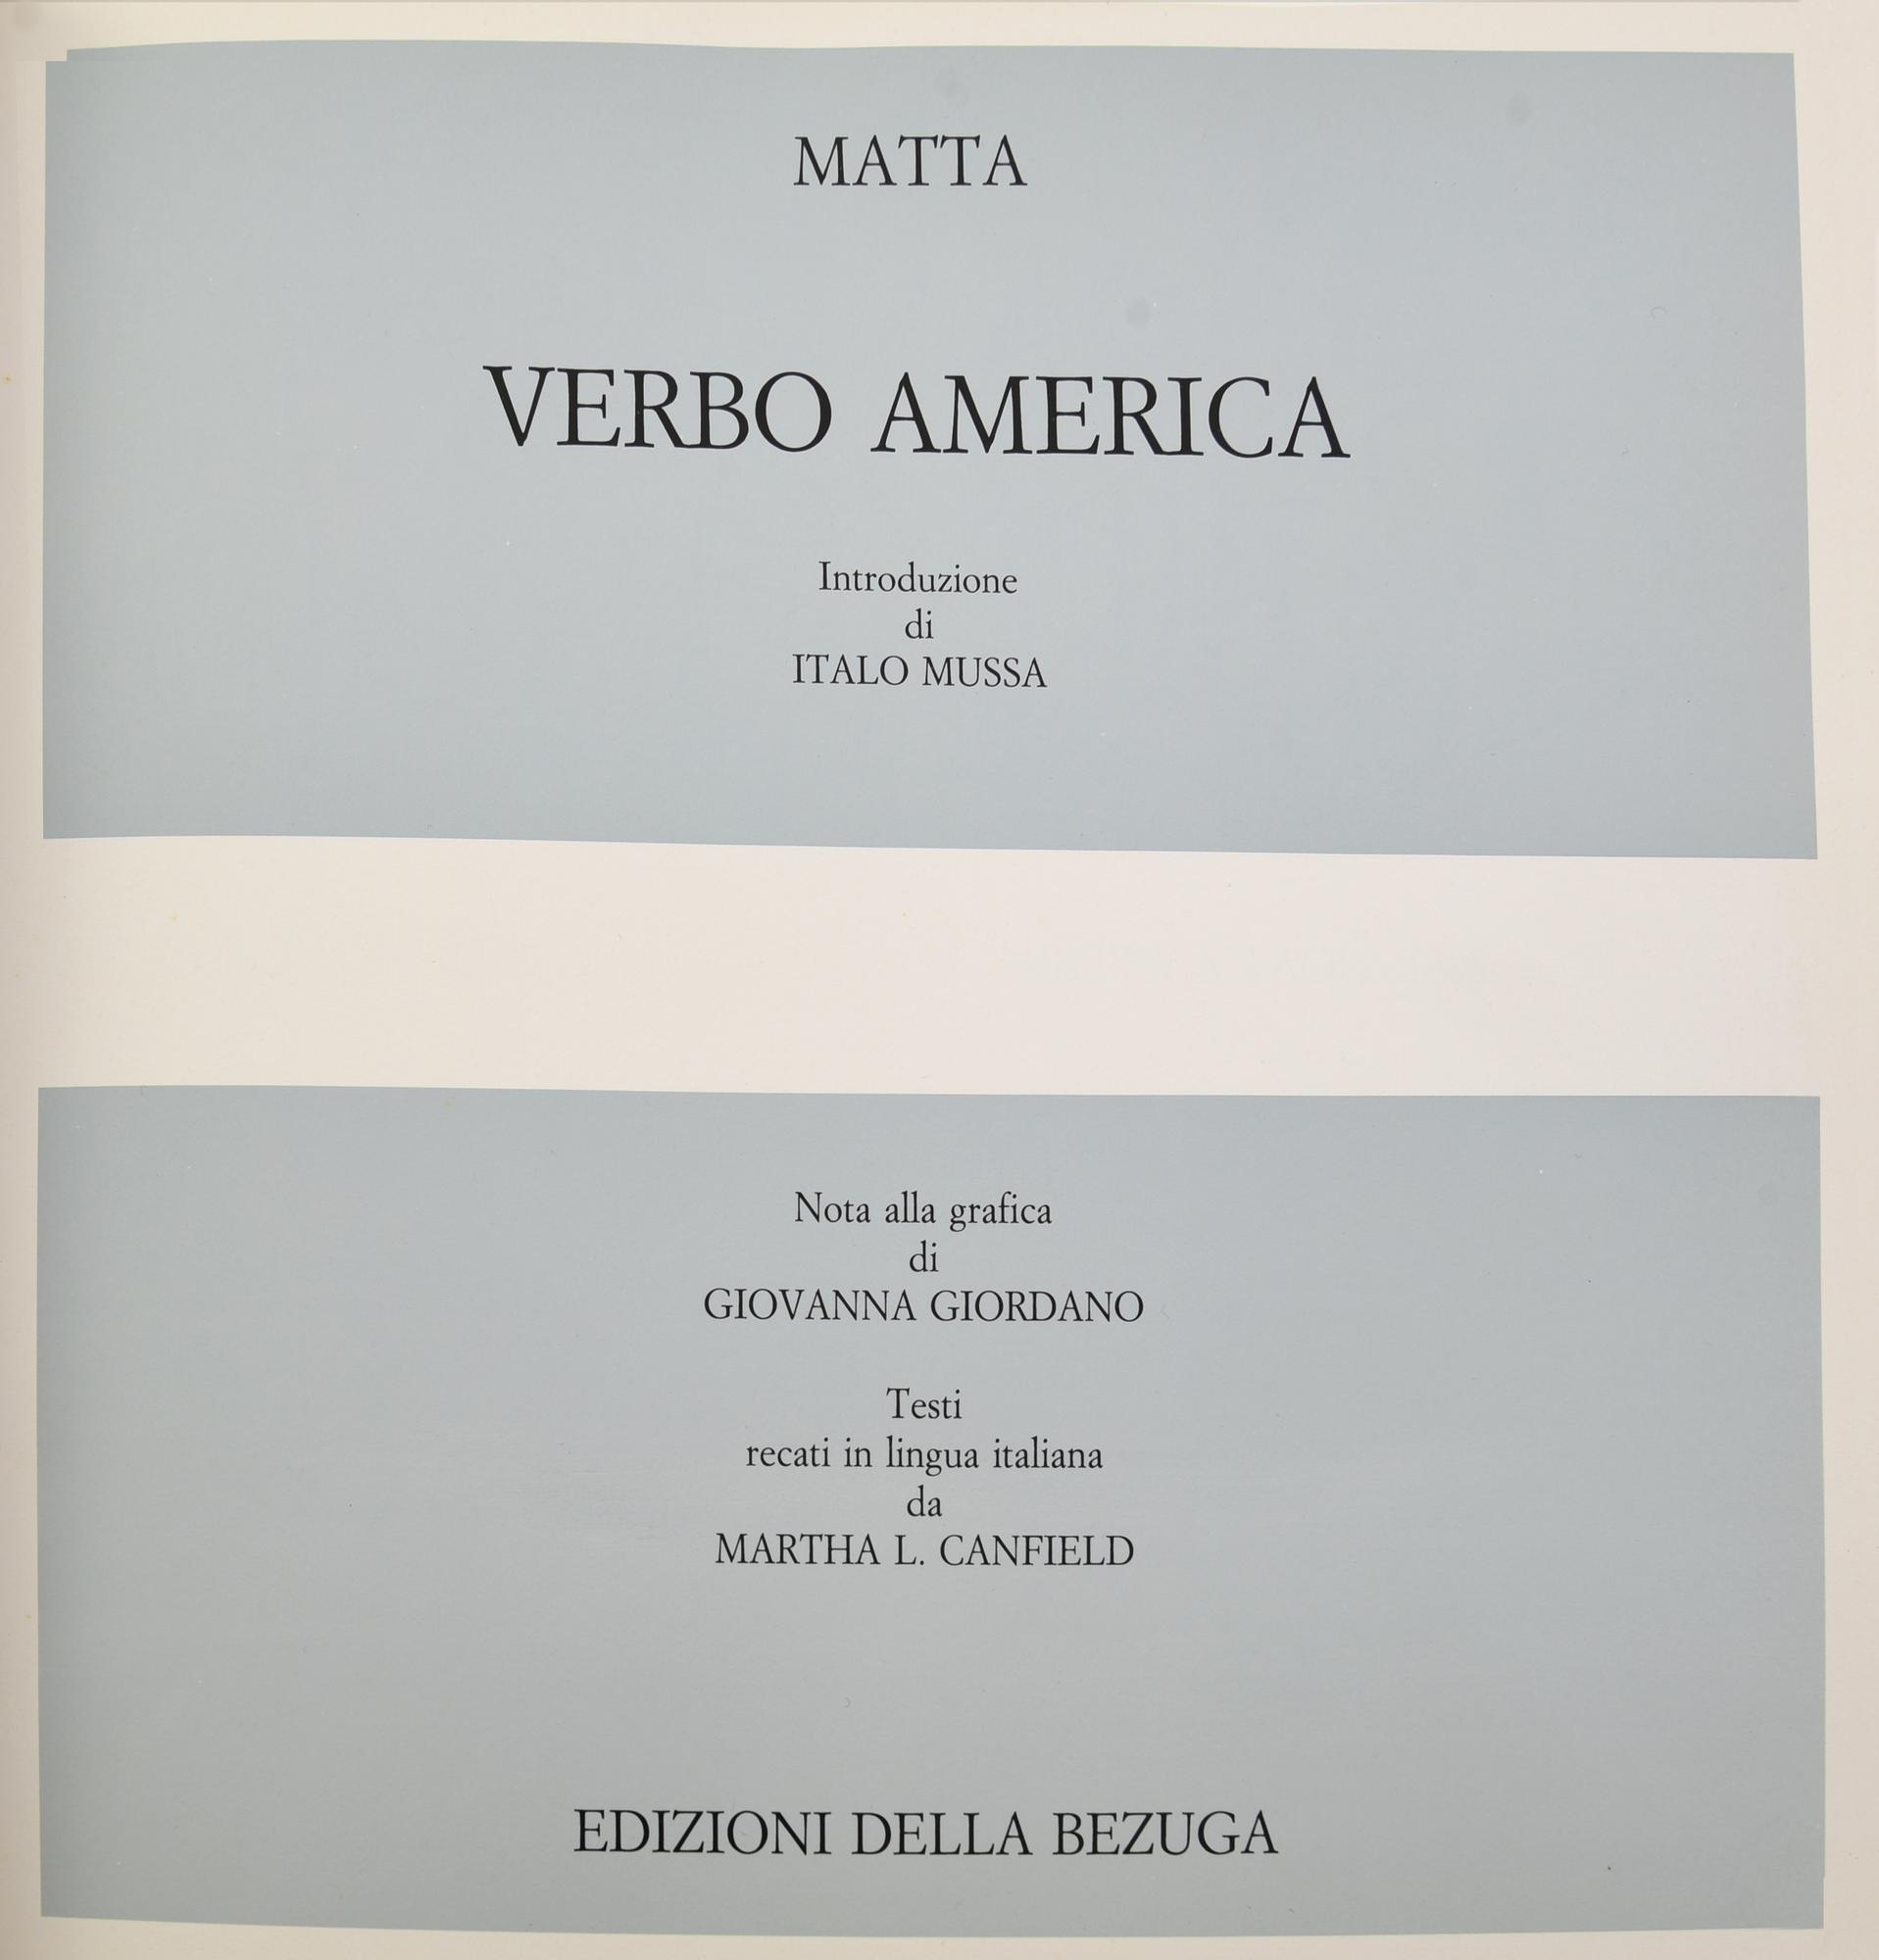 MATTA
VERBO AMERICA
Introduzione
di
ITALO MUSSA
Nota alla grafica
di
GIOVANNA GIORDANO
Testi
recati in lingua italiana
da
MARTHA L. CANFIELD
EDIZIONI DELLA BEZUGA